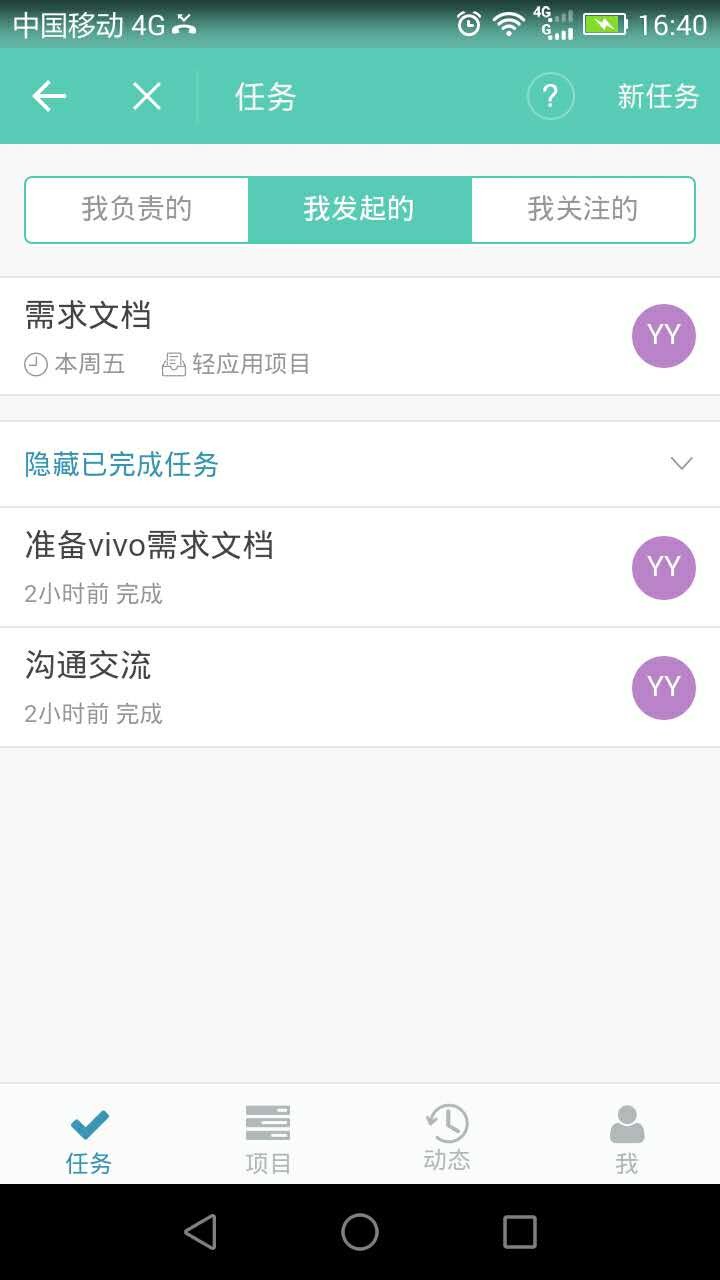 中国移动 4G 4G G 16:40
任务 ? 新任务
我负责的 我发起的 我关注的
需求文档
YY
本周五 轻应用项目
隐藏已完成任务
准备vivo需求文档
YY
2小时前 完成
沟通交流
YY
2小时前 完成
任务 项目 动态 我